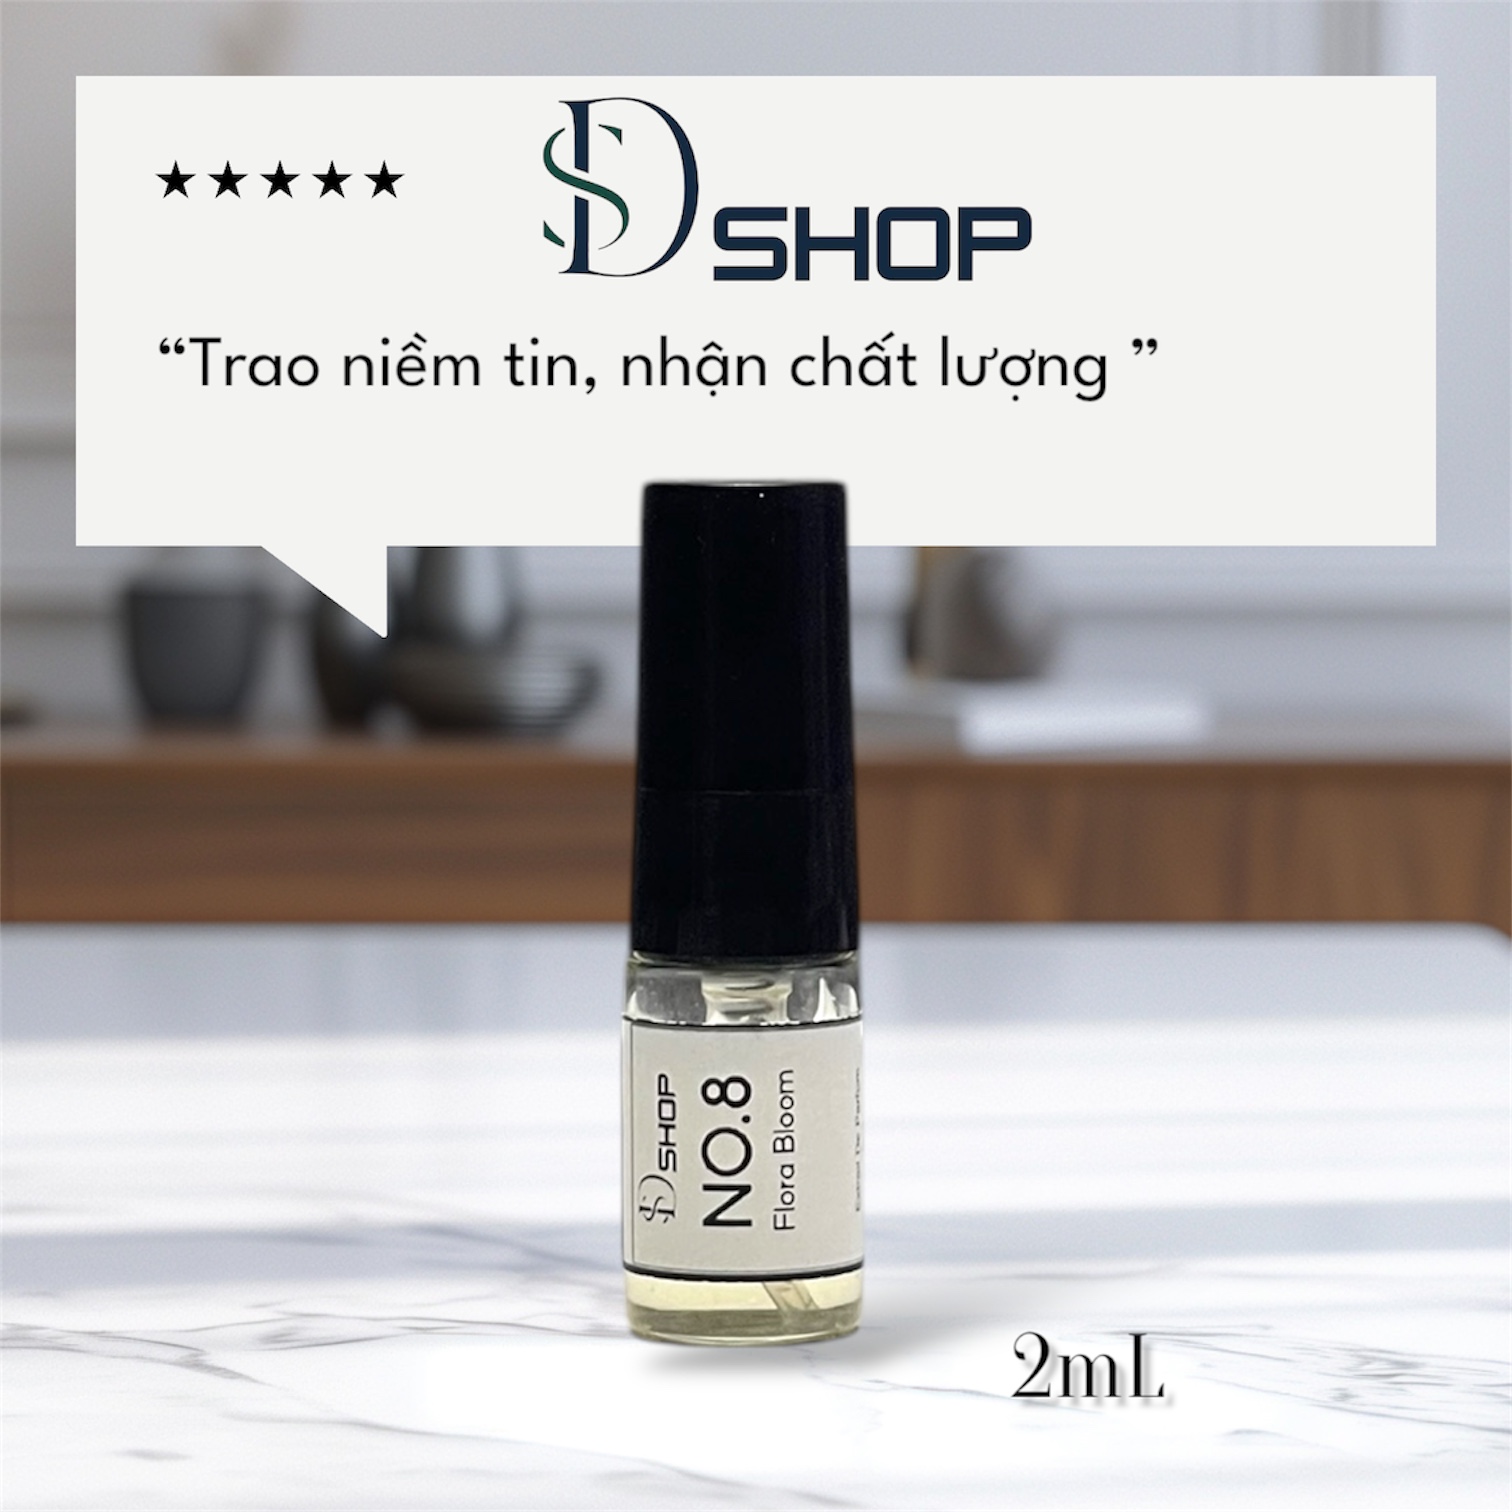 ★★★★★
SD SHOP
“Trao niềm tin, nhận chất lượng ”
SD SHOP
NO.8
Flora Bloom
2mL